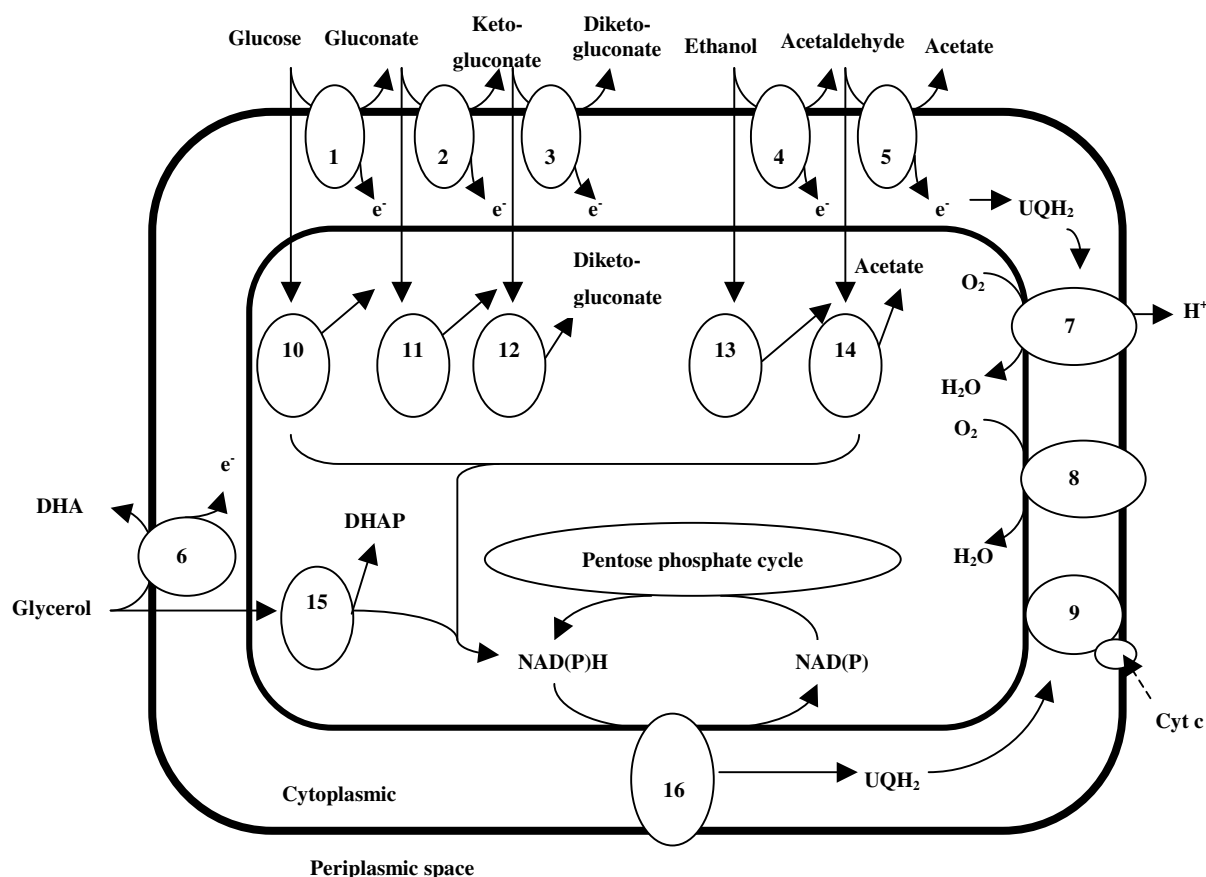 Glucose
Gluconate
Keto-
gluconate
Diketo-
gluconate
Ethanol
Acetaldehyde
Acetate
1
2
3
4
5
e-
e-
e-
e-
e-
UQH2
Diketo-
gluconate
Acetate
O2
7
H+
10
11
12
13
14
H2O
O2
8
H2O
e-
DHA
6
DHAP
Pentose phosphate cycle
Glycerol
15
9
NAD(P)H
NAD(P)
Cyt c
16
UQH2
Cytoplasmic
Periplasmic space